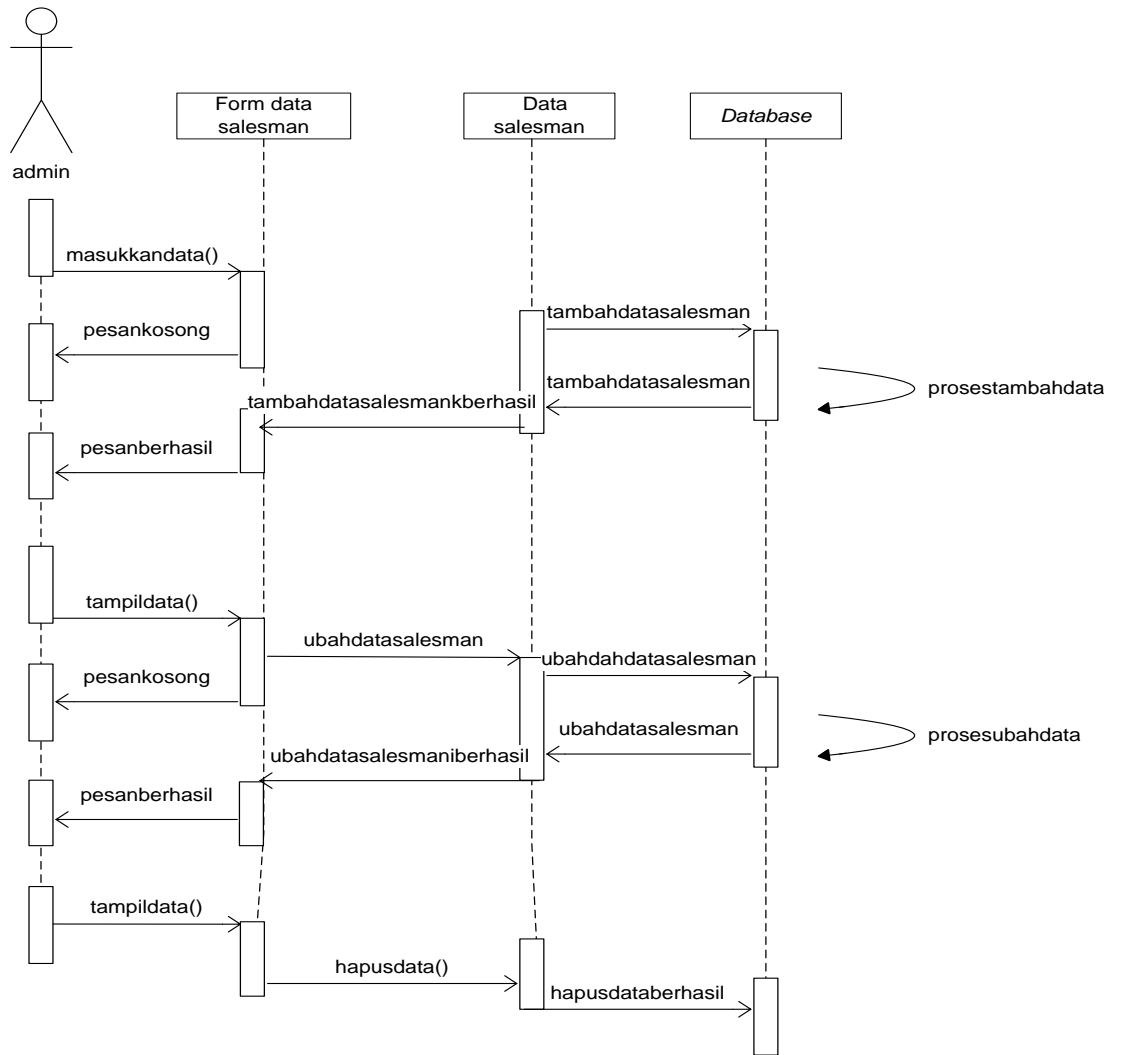 admin
Form data
salesman
Data
salesman
Database
masukkandata()
pesankosong
tambahdatasalesman
tambahdatasalesman
prosestambahdata
tambahdatasalesmankberhasil
pesanberhasil
tampildata()
ubahdatasalesman
ubahdahdatasalesman
pesankosong
ubahdatasalesman
prosesubahdata
ubahdatasalesmaniberhasil
pesanberhasil
tampildata()
hapusdata()
hapusdataberhasil